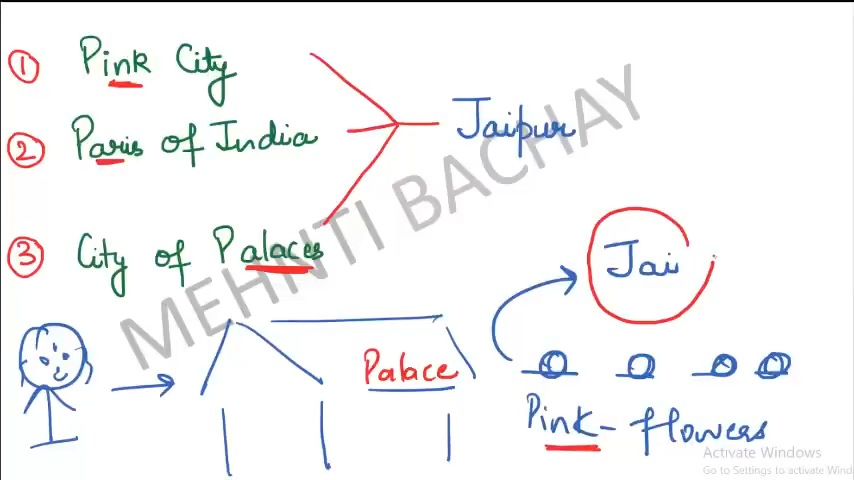 1 Pink City
2 Paris of India
Jaipur
3 City of Palaces
Jai
Palace
Pink - flowers
MEHNTI BACHAY
Activate Windows
Go to Settings to activate Wind